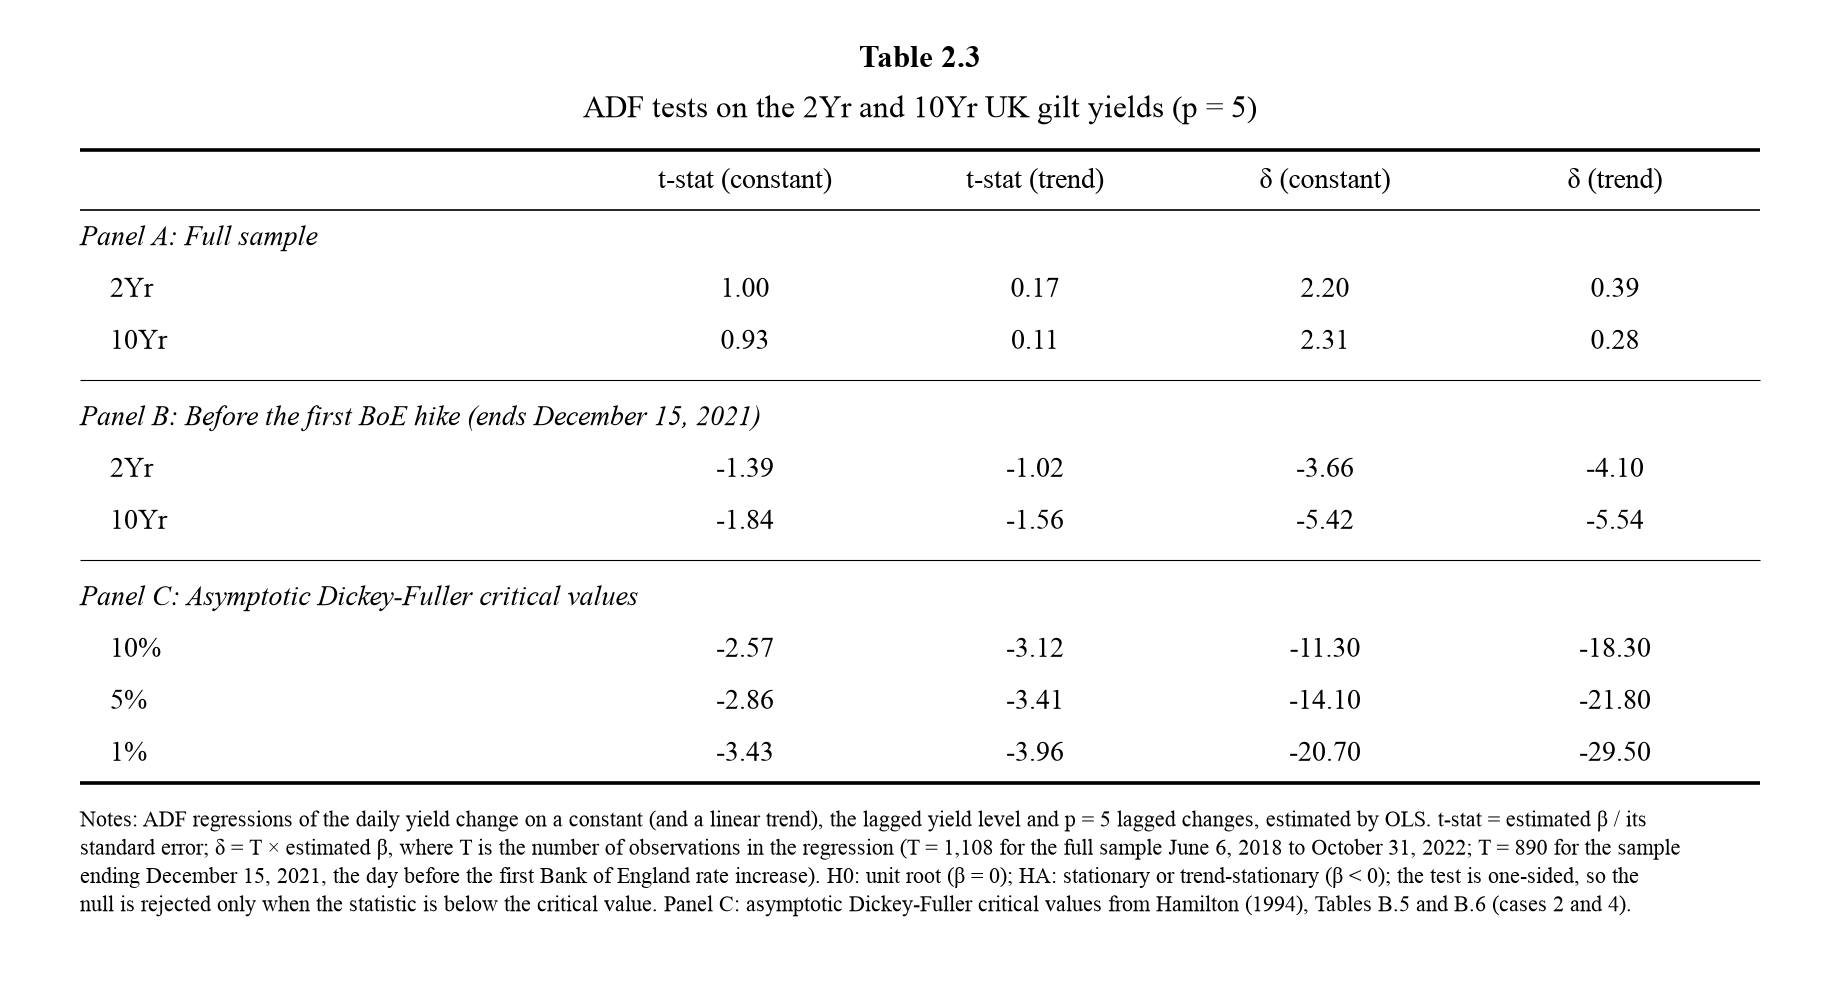 Table 2.3
ADF tests on the 2Yr and 10Yr UK gilt yields (p = 5)
t-stat (constant) t-stat (trend) δ (constant) δ (trend)
Panel A: Full sample
2Yr 1.00 0.17 2.20 0.39
10Yr 0.93 0.11 2.31 0.28
Panel B: Before the first BoE hike (ends December 15, 2021)
2Yr -1.39 -1.02 -3.66 -4.10
10Yr -1.84 -1.56 -5.42 -5.54
Panel C: Asymptotic Dickey-Fuller critical values
10% -2.57 -3.12 -11.30 -18.30
5% -2.86 -3.41 -14.10 -21.80
1% -3.43 -3.96 -20.70 -29.50
Notes: ADF regressions of the daily yield change on a constant (and a linear trend), the lagged yield level and p = 5 lagged changes, estimated by OLS. t-stat = estimated β / its
standard error; δ = T × estimated β, where T is the number of observations in the regression (T = 1,108 for the full sample June 6, 2018 to October 31, 2022; T = 890 for the sample
ending December 15, 2021, the day before the first Bank of England rate increase). H0: unit root (β = 0); HA: stationary or trend-stationary (β < 0); the test is one-sided, so the
null is rejected only when the statistic is below the critical value. Panel C: asymptotic Dickey-Fuller critical values from Hamilton (1994), Tables B.5 and B.6 (cases 2 and 4).